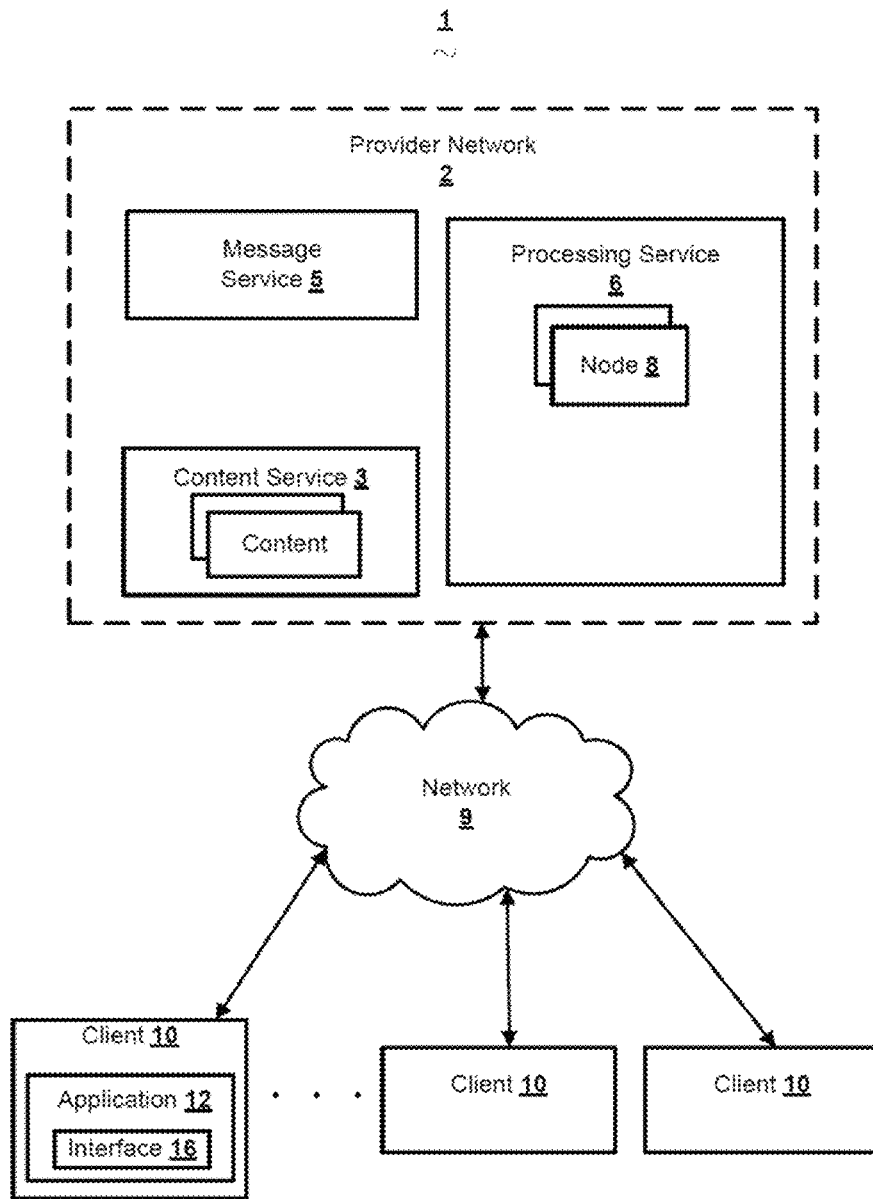 1
Provider Network
2
Message
Service 5
Processing Service
6
Node 8
Content Service 3
Content
Network
9
Client 10
Application 12
Interface 16
Client 10
Client 10